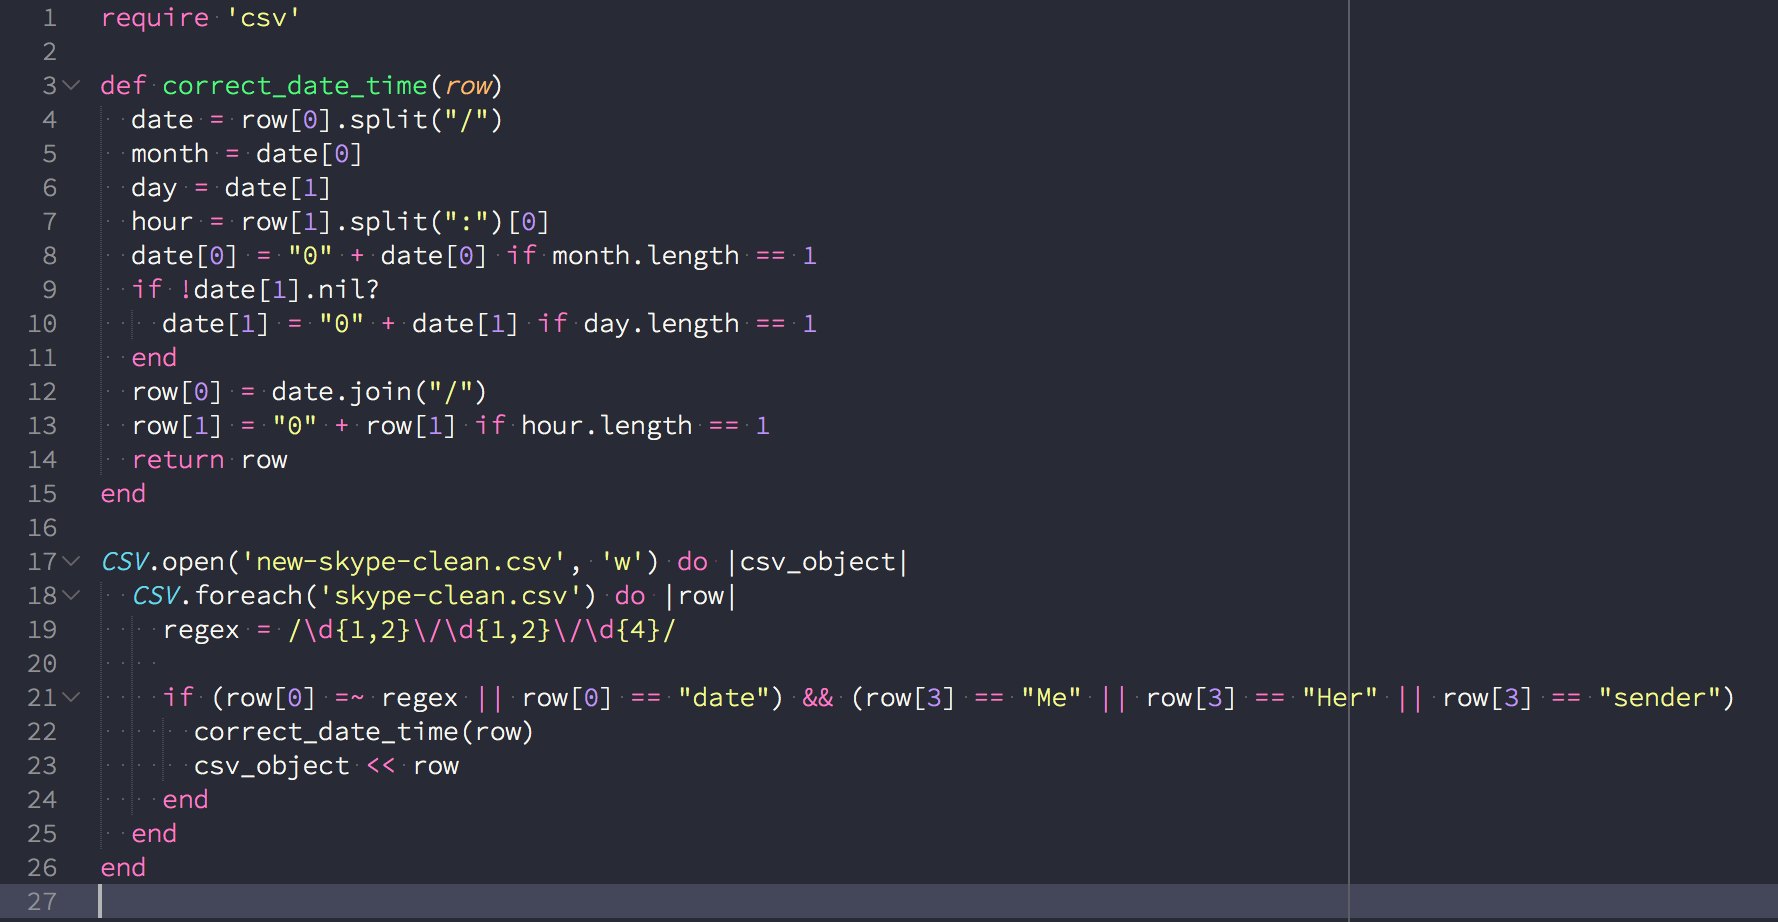 1 require 'csv'
2
3 def correct_date_time(row)
4   date = row[0].split("/")
5   month = date[0]
6   day = date[1]
7   hour = row[1].split(":")[0]
8   date[0] = "0" + date[0] if month.length == 1
9   if !date[1].nil?
10     date[1] = "0" + date[1] if day.length == 1
11   end
12   row[0] = date.join("/")
13   row[1] = "0" + row[1] if hour.length == 1
14   return row
15 end
16
17 CSV.open('new-skype-clean.csv', 'w') do |csv_object|
18   CSV.foreach('skype-clean.csv') do |row|
19     regex = /\d{1,2}\/\d{1,2}\/\d{4}/
20
21     if (row[0] =~ regex || row[0] == "date") && (row[3] == "Me" || row[3] == "Her" || row[3] == "sender")
22       correct_date_time(row)
23       csv_object << row
24     end
25   end
26 end
27